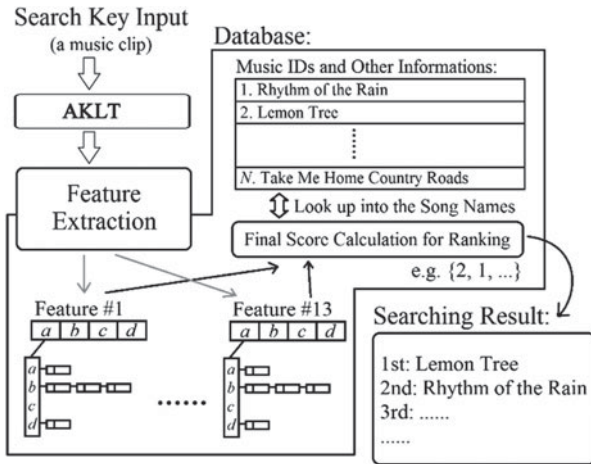 Search Key Input
(a music clip)
AKLT
Feature
Extraction
Database:
Music IDs and Other Informations:
1. Rhythm of the Rain
2. Lemon Tree
N. Take Me Home Country Roads
Look up into the Song Names
Final Score Calculation for Ranking
e.g. {2, 1, ...}
Feature #1
a b c d
a
b
c
d
......
Feature #13
a b c d
a
b
c
d
Searching Result:
1st: Lemon Tree
2nd: Rhythm of the Rain
3rd: ......
......